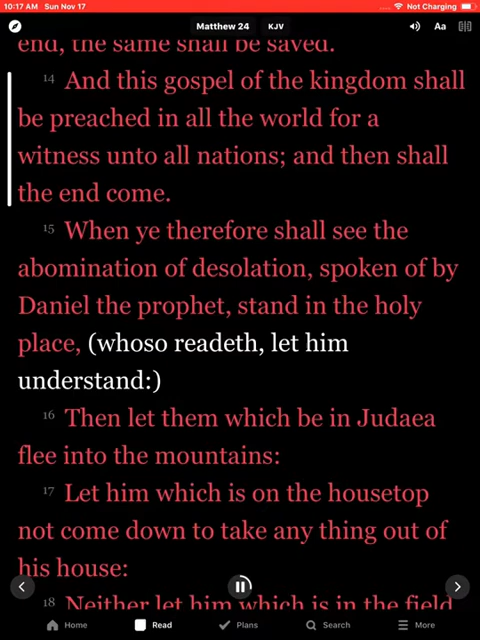 10:17 AM Sun Nov 17 Not Charging
Matthew 24 KJV Aa
end, the same shall be saved.
14 And this gospel of the kingdom shall
be preached in all the world for a
witness unto all nations; and then shall
the end come.
15 When ye therefore shall see the
abomination of desolation, spoken of by
Daniel the prophet, stand in the holy
place, (whoso readeth, let him
understand:)
16 Then let them which be in Judaea
flee into the mountains:
17 Let him which is on the housetop
not come down to take any thing out of
his house:
18 Neither let him which is in the field
Home Read Plans Search More